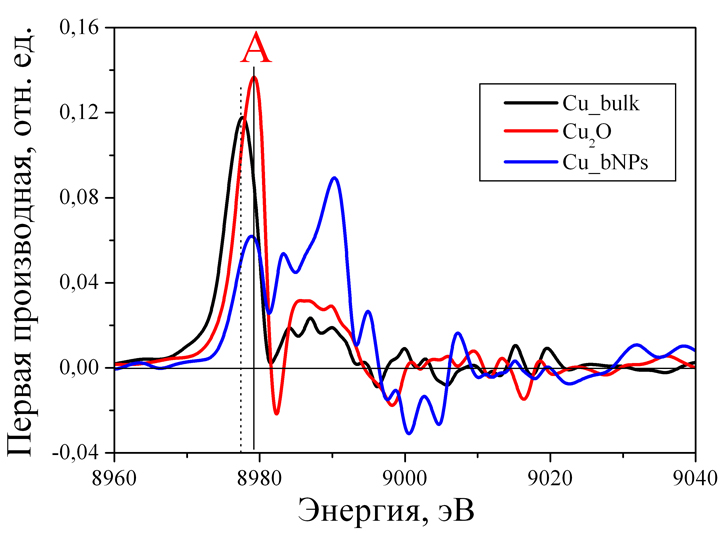 A
0,16
0,12
0,08
0,04
0,00
-0,04
Первая производная, отн. ед.
Cu_bulk
Cu2O
Cu_bNPs
8960 8980 9000 9020 9040
Энергия, эВ